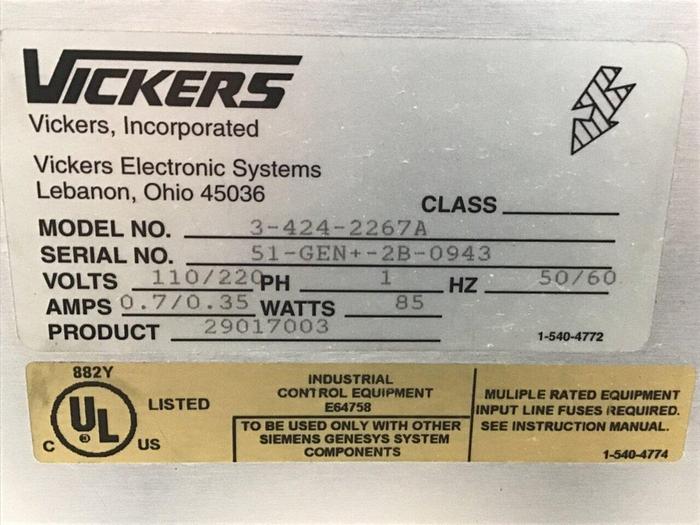 VICKERS
Vickers, Incorporated
Vickers Electronic Systems
Lebanon, Ohio 45036
CLASS
MODEL NO. 3-424-2267A
SERIAL NO. 51-GEN+-2B-0943
VOLTS 110/220 PH 1 HZ 50/60
AMPS 0.7/0.35 WATTS 85
PRODUCT 29017003
1-540-4772
882Y
UL
®
C US
LISTED
INDUSTRIAL
CONTROL EQUIPMENT
E64758
TO BE USED ONLY WITH OTHER
SIEMENS GENESYS SYSTEM
COMPONENTS
MULIPLE RATED EQUIPMENT
INPUT LINE FUSES REQUIRED.
SEE INSTRUCTION MANUAL.
1-540-4774